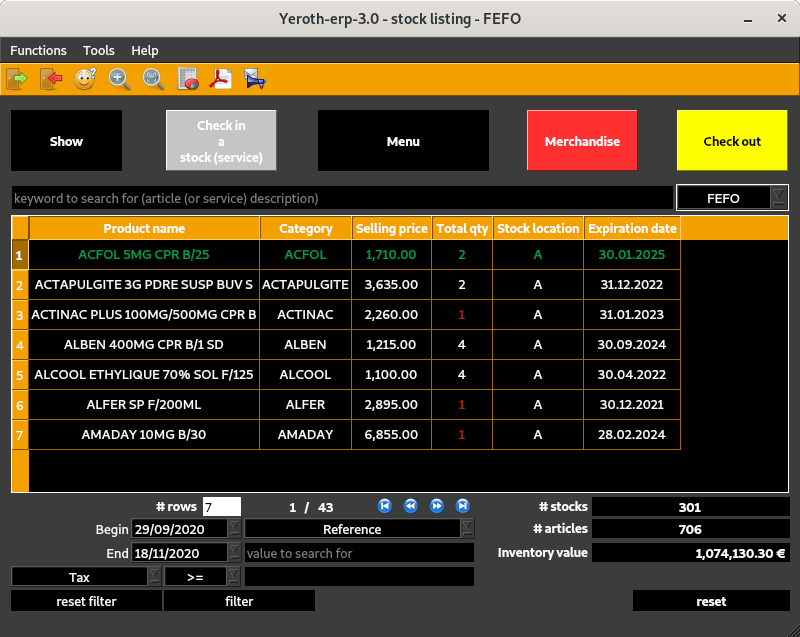 Yeroth-erp-3.0 - stock listing - FEFO
Functions Tools Help
Show
Check in
a
stock (service)
Menu
Merchandise
Check out
keyword to search for (article (or service) description)
FEFO
Product name Category Selling price Total qty Stock location Expiration date
1 ACFOL 5MG CPR B/25 ACFOL 1,710.00 2 A 30.01.2025
2 ACTAPULGITE 3G PDRE SUSP BUV S ACTAPULGITE 3,635.00 2 A 31.12.2022
3 ACTINAC PLUS 100MG/500MG CPR B ACTINAC 2,260.00 1 A 31.01.2023
4 ALBEN 400MG CPR B/1 SD ALBEN 1,215.00 4 A 30.09.2024
5 ALCOOL ETHYLIQUE 70% SOL F/125 ALCOOL 1,100.00 4 A 30.04.2022
6 ALFER SP F/200ML ALFER 2,895.00 1 A 30.12.2021
7 AMADAY 10MG B/30 AMADAY 6,855.00 1 A 28.02.2024
# rows 7 1 / 43 # stocks 301
Begin 29/09/2020 Reference # articles 706
End 18/11/2020 value to search for Inventory value 1,074,130.30 €
Tax >=
reset filter filter reset